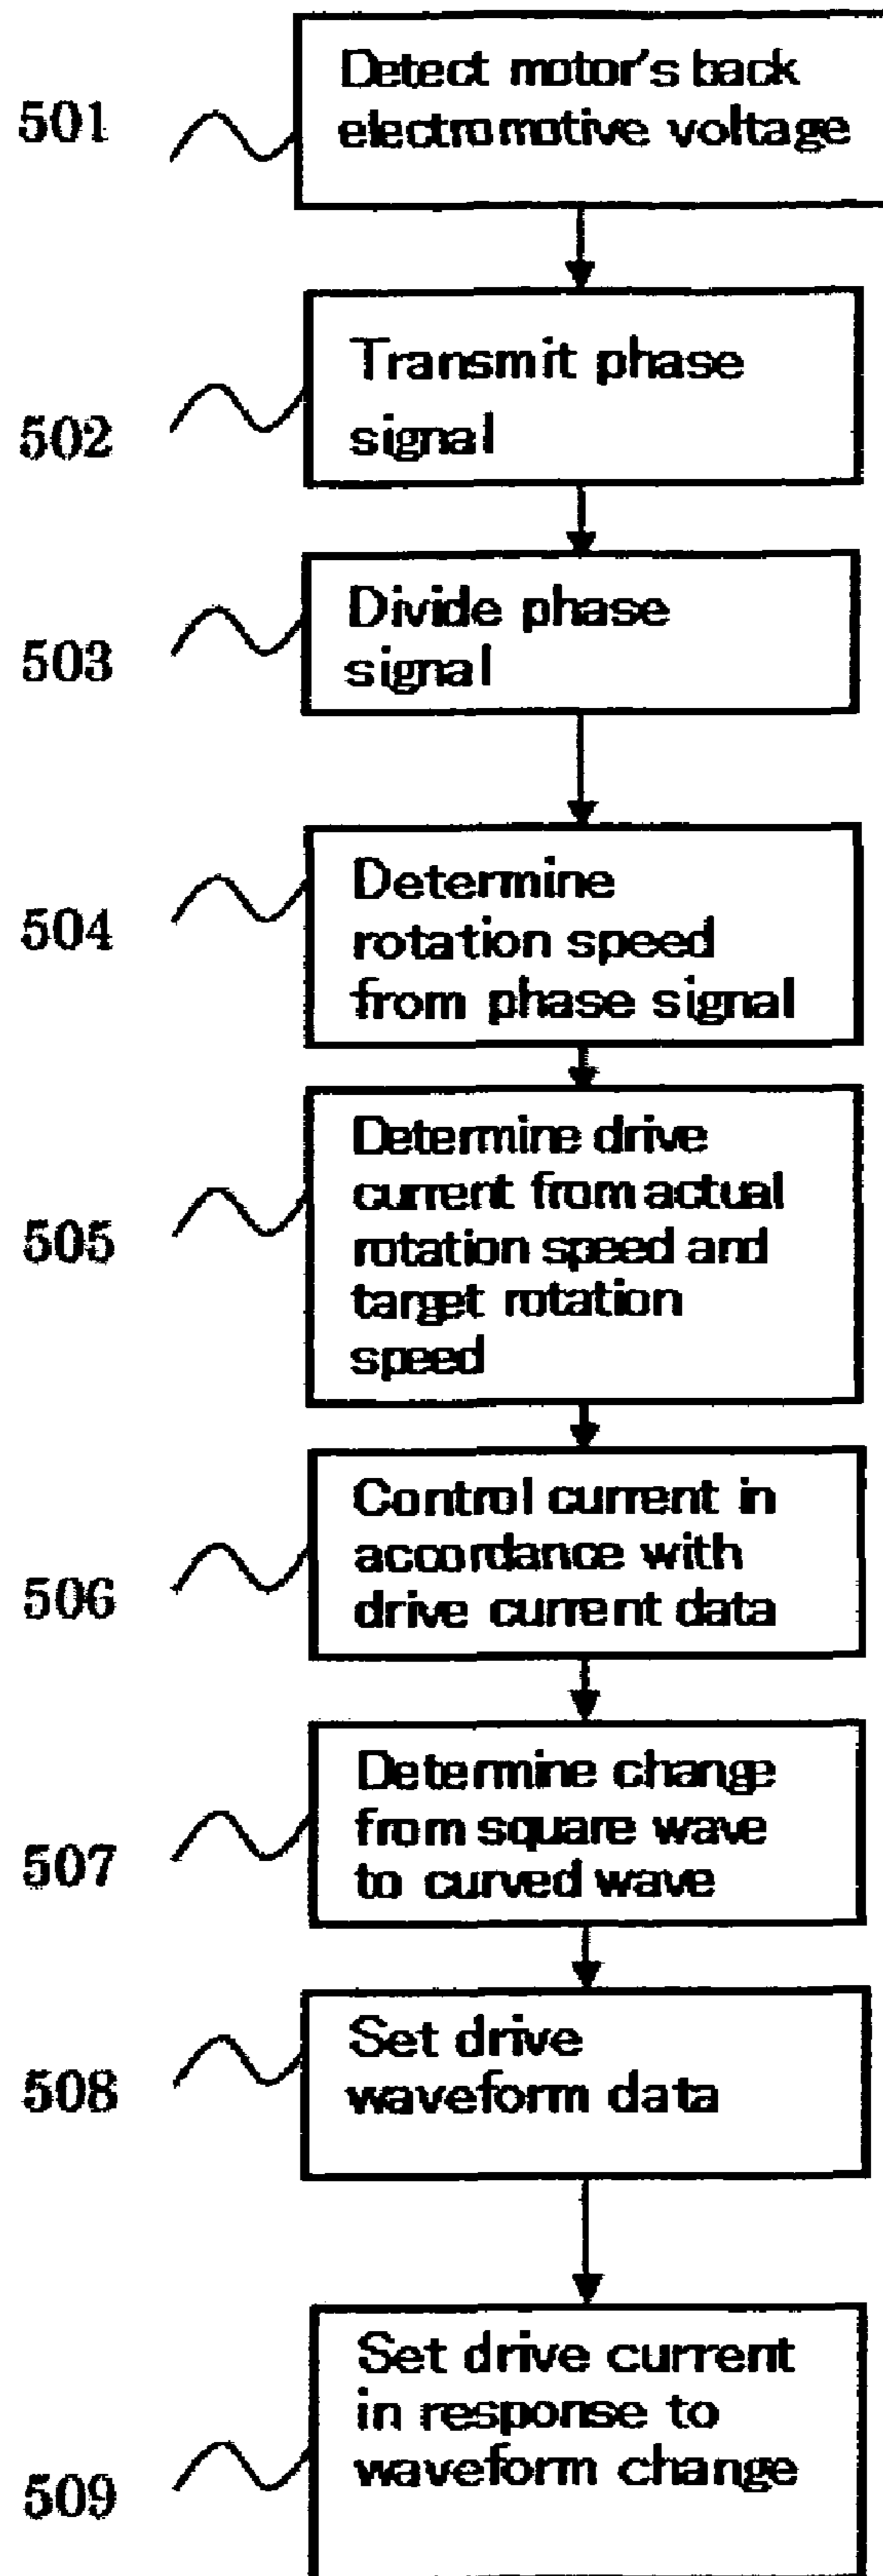 501
Detect motor's back
electromotive voltage
502
Transmit phase
signal
503
Divide phase
signal
504
Determine
rotation speed
from phase signal
505
Determine drive
current from actual
rotation speed and
target rotation
speed
506
Control current in
accordance with
drive current data
507
Determine change
from square wave
to curved wave
508
Set drive
waveform data
509
Set drive current
in response to
waveform change